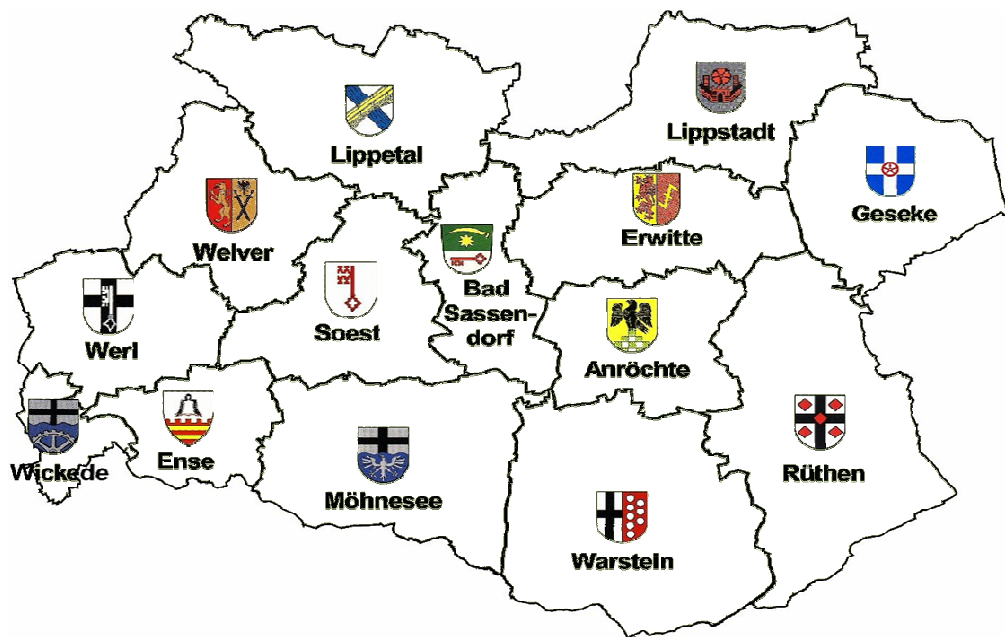 Lippstadt
Lippetal
Geseke
Erwitte
Welver
Bad
Sassen-
dorf
Soest
Werl
Anröchte
Ense
Wickede
Rüthen
Möhnesee
Warstein